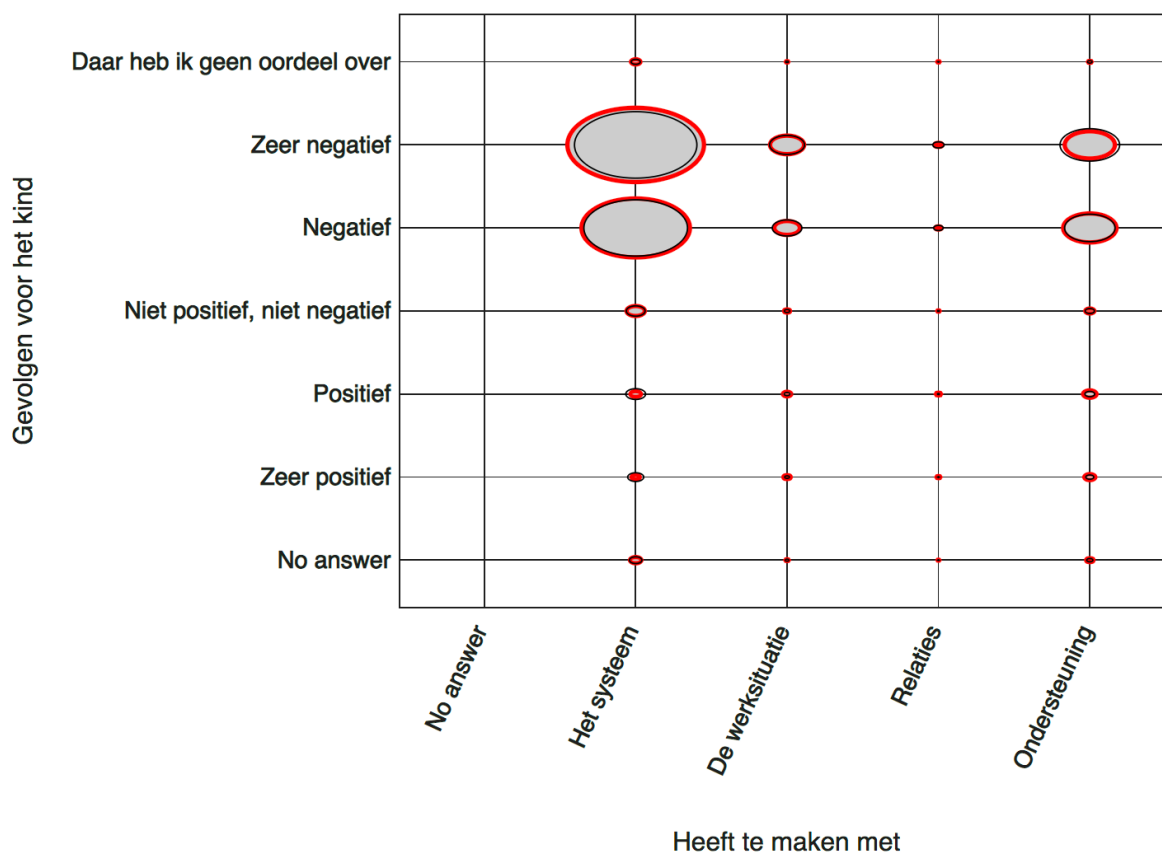 Gevolgen voor het kind
Daar heb ik geen oordeel over
Zeer negatief
Negatief
Niet positief, niet negatief
Positief
Zeer positief
No answer
No answer
Het systeem
De werksituatie
Relaties
Ondersteuning
Heeft te maken met